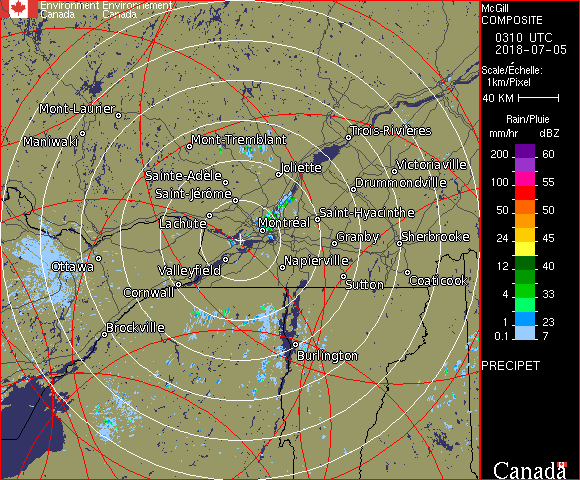 Environment Environnement
Canada Canada
McGill
COMPOSITE
0310 UTC
2018-07-05
Scale/Échelle:
1km/Pixel
40 KM
Rain/Pluie
mm/hr dBZ
200 60
100 55
50 50
24 45
12 40
4 33
1.1 23
0.1 7
PRECIPET
Canada
Mont-Laurier
Maniwaki
Mont-Tremblant
Trois-Rivières
Sainte-Adèle
Joliette
Victoriaville
Saint-Jérôme
Drummondville
Lachute
Montréal
Saint-Hyacinthe
Granby
Sherbrooke
Ottawa
Valleyfield
Napierville
Cornwall
Sutton
Coaticook
Brockville
Burlington